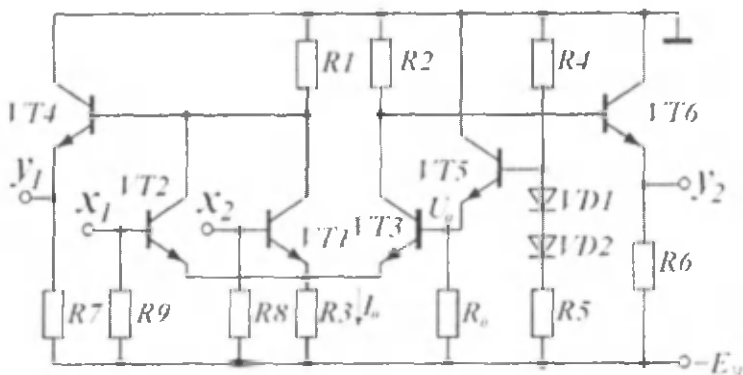 R1 R2 R4
VT4 VT6
y1 VT2 x2 VT5 y2
x1 VT1 VT3 U0 VD1
VD2 R6
R7 R9 R8 R3 I0 R0 R5